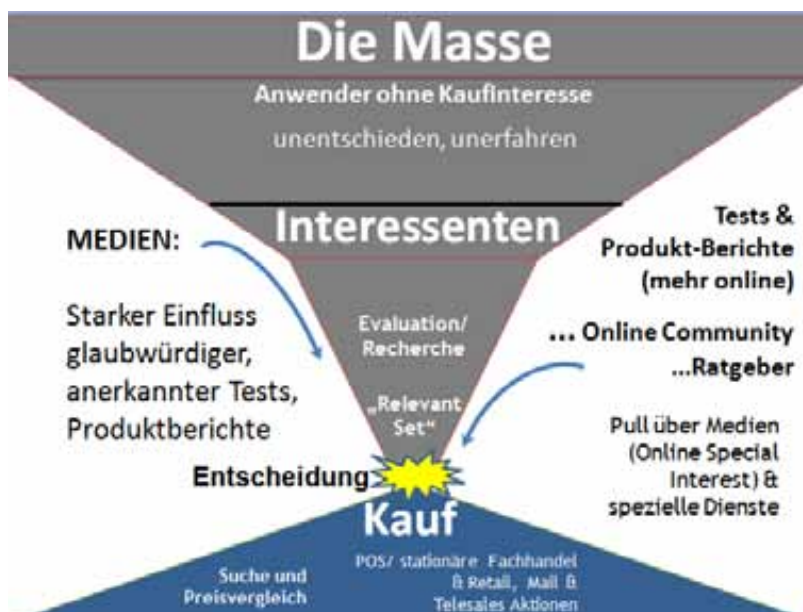 Die Masse
Anwender ohne Kaufinteresse
unentschieden, unerfahren
Interessenten
MEDIEN:
Starker Einfluss
glaubwürdiger,
anerkannter Tests,
Produktberichte
Evaluation/
Recherche
„Relevant
Set“
Tests &
Produkt-Berichte
(mehr online)
... Online Community
...Ratgeber
Pull über Medien
(Online Special
Interest) &
spezielle Dienste
Entscheidung
Kauf
Suche und
Preisvergleich
POS/ stationäre Fachhandel
& Retail, Mail &
Telesales Aktionen